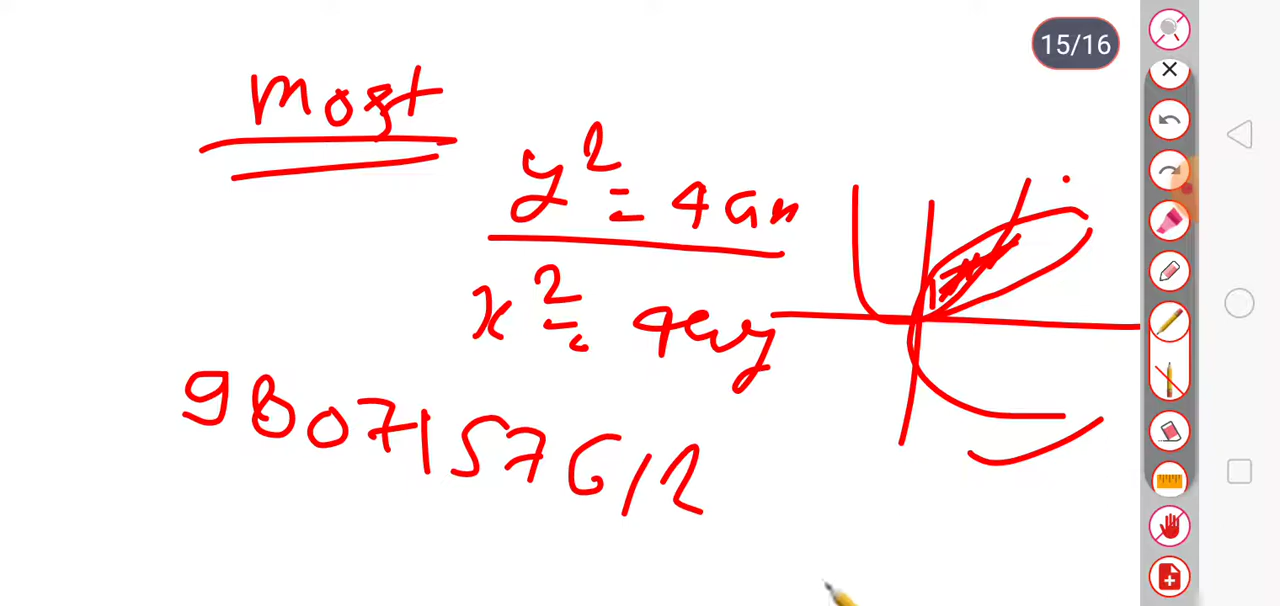 15/16
most
y² = 4ax
x² = 4ay
9807157612